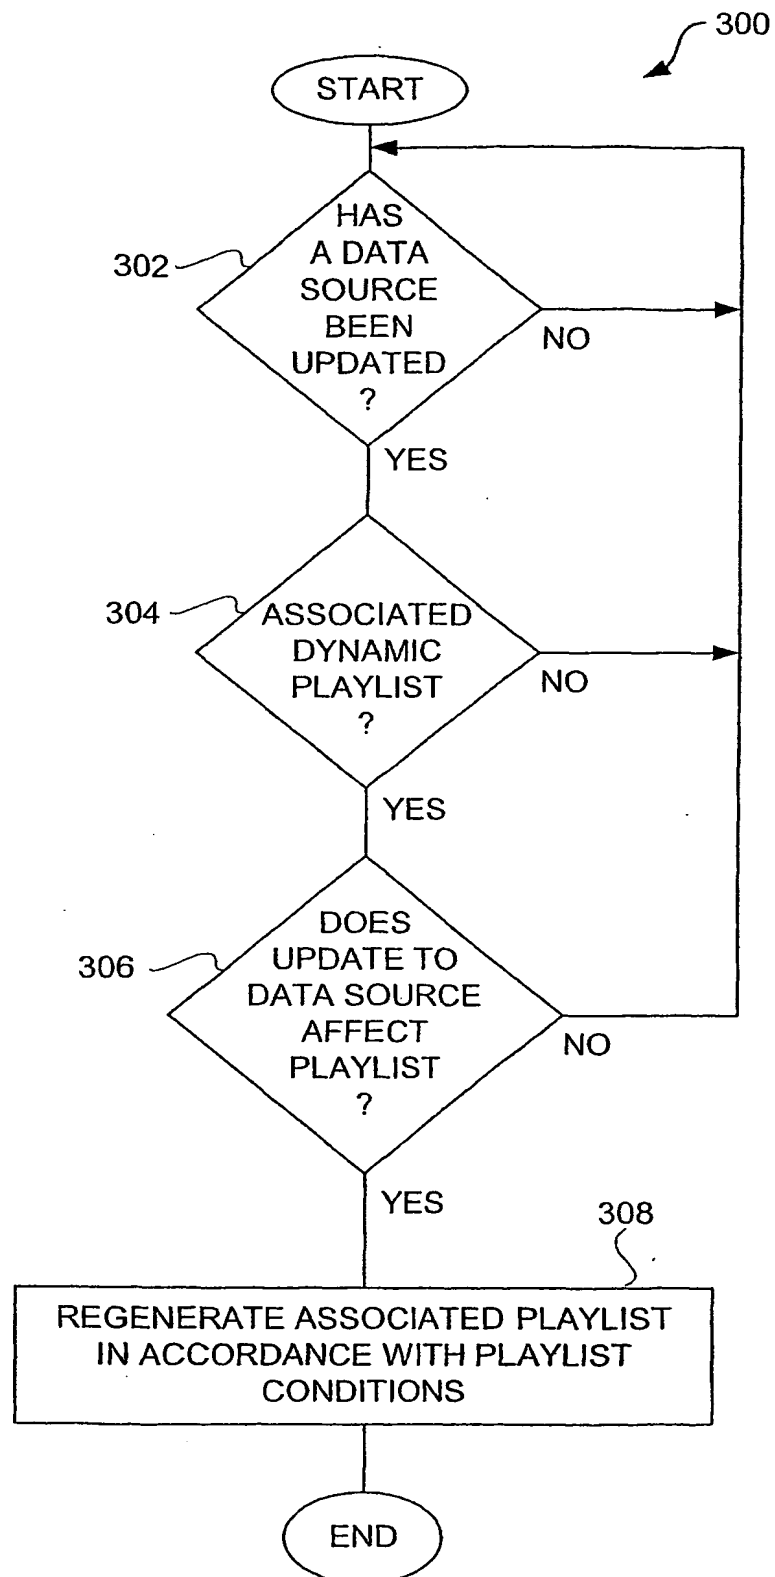 300
START
HAS
A DATA
SOURCE
BEEN
UPDATED
?
302
NO
YES
304
ASSOCIATED
DYNAMIC
PLAYLIST
?
NO
YES
306
DOES
UPDATE TO
DATA SOURCE
AFFECT
PLAYLIST
?
NO
YES
308
REGENERATE ASSOCIATED PLAYLIST
IN ACCORDANCE WITH PLAYLIST
CONDITIONS
END